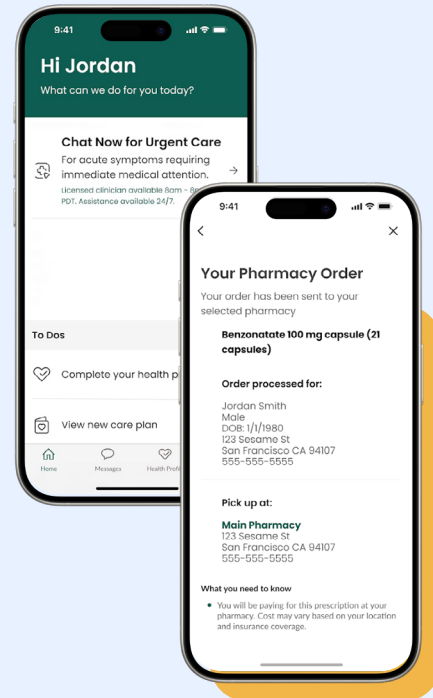 9:41
Hi Jordan
What can we do for you today?
Chat Now for Urgent Care
For acute symptoms requiring
immediate medical attention.
Licensed clinician available 8am -
PDT. Assistance available 24/7.
To Dos
Complete your health
View new care plan
Home
Messages
Health
9:41
Your Pharmacy Order
Your order has been sent to your
selected pharmacy
Benzonatate 100 mg capsule (21
capsules)
Order processed for:
Jordan Smith
Male
DOB: 1/1/1980
123 Sesame St
San Francisco CA 94107
555-555-5555
Pick up at:
Main Pharmacy
123 Sesame St
San Francisco CA 94107
555-555-5555
What you need to know
• You will be paying for this prescription at your
pharmacy. Cost may vary based on your location
and insurance coverage.